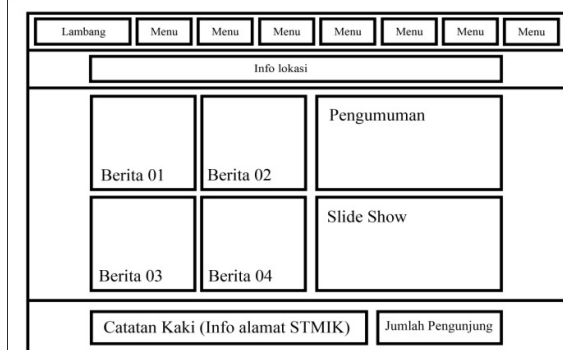 Lambang Menu Menu Menu Menu Menu Menu Menu
Info lokasi
Pengumuman
Berita 01 Berita 02
Slide Show
Berita 03 Berita 04
Catatan Kaki (Info alamat STMIK) Jumlah Pengunjung